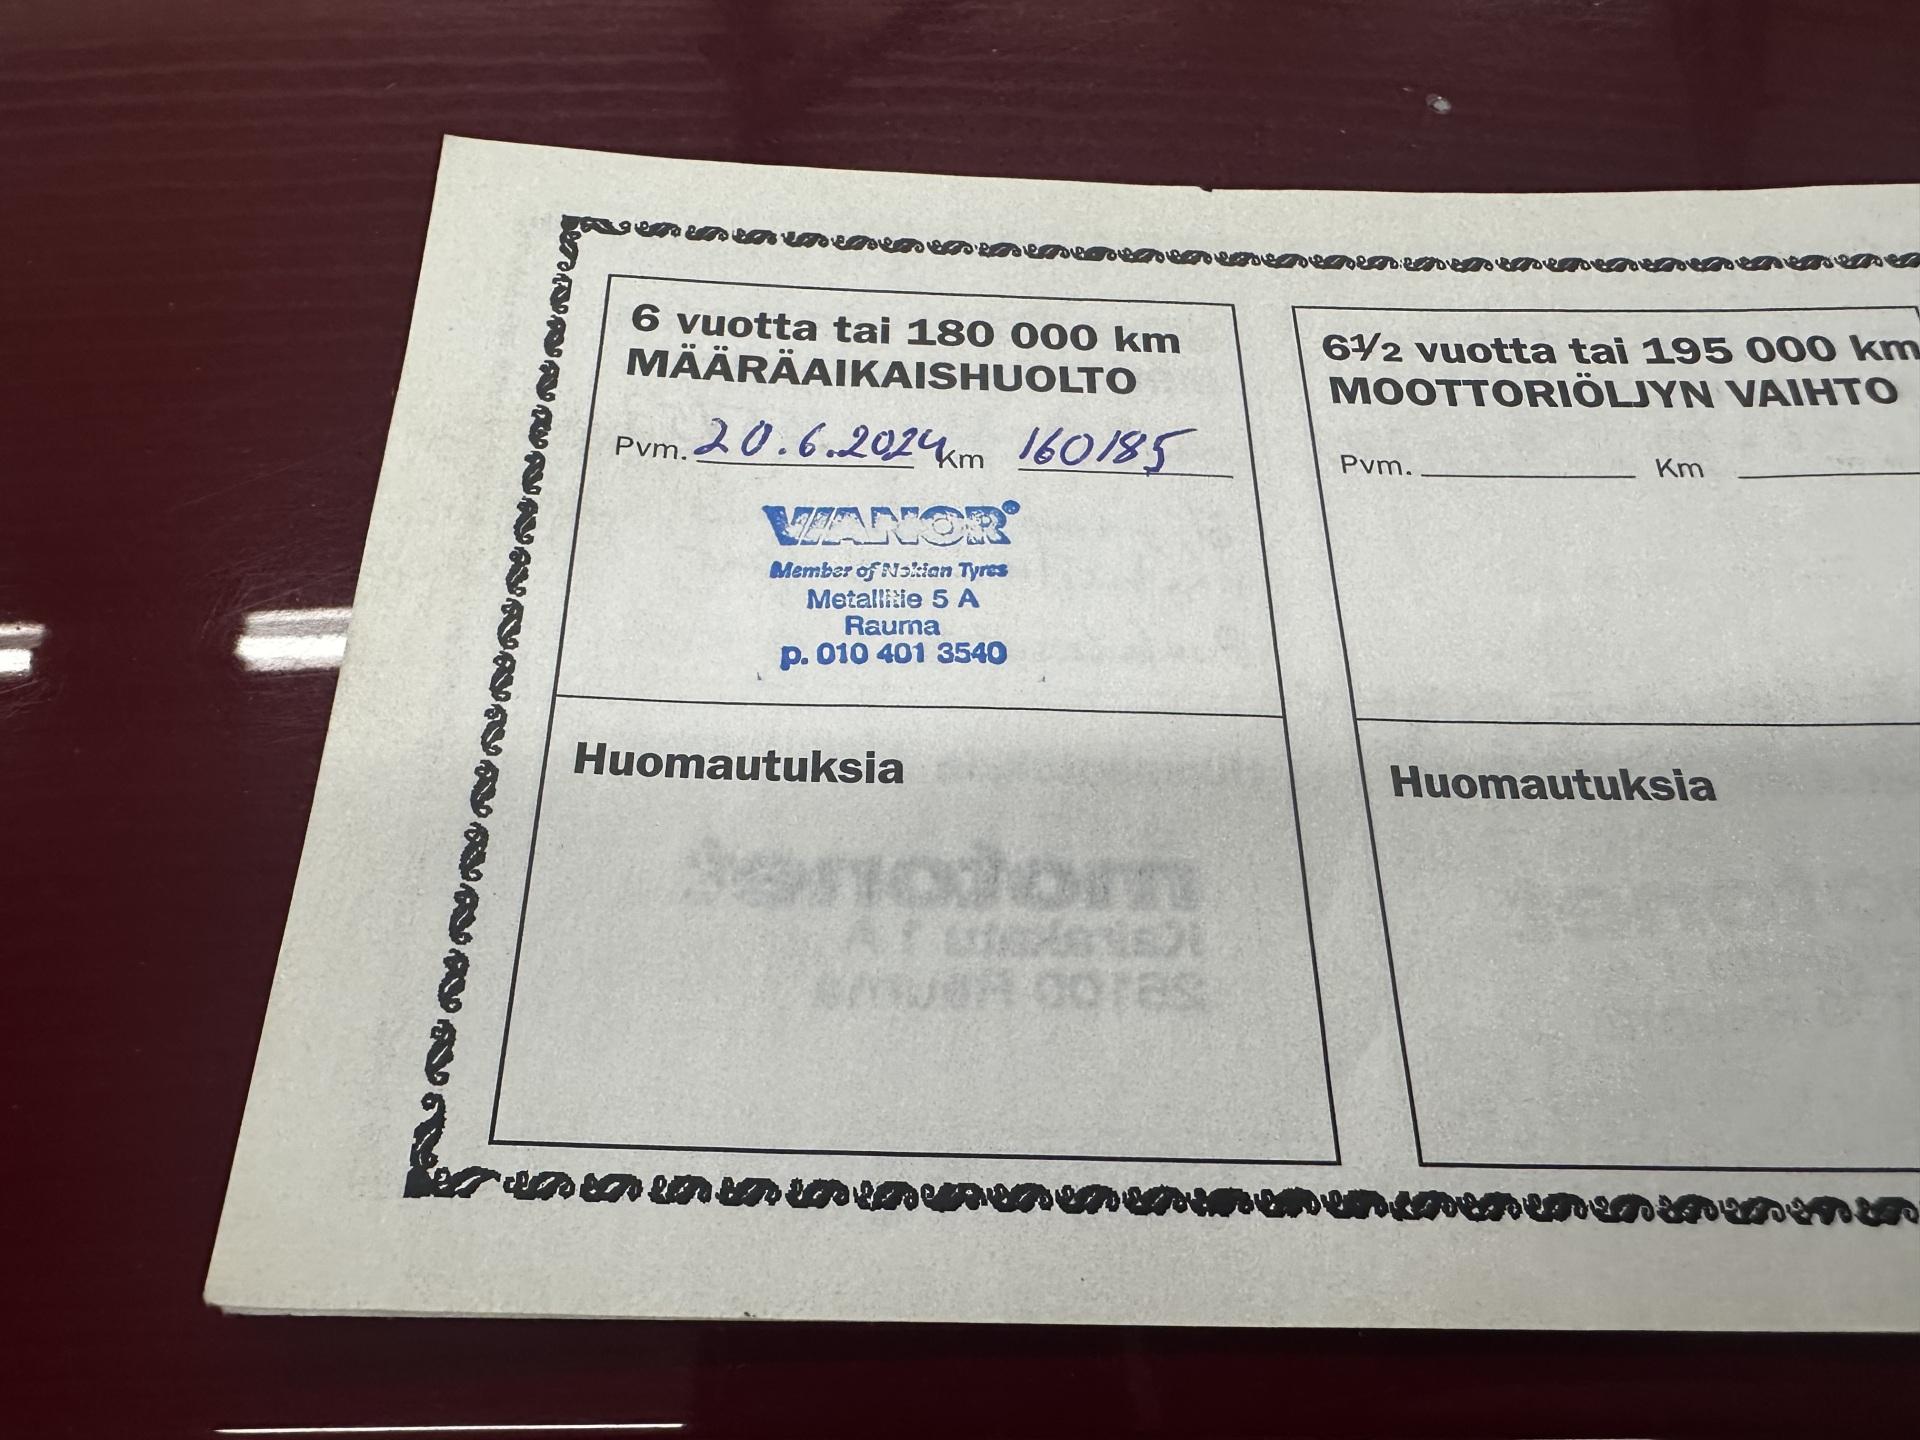 6 vuotta tai 180 000 km
MÄÄRÄAIKAISHUOLTO
Pvm. 20.6.2024 Km 160185
VIANOR®
Member of Nokian Tyres
Metallitie 5 A
Rauma
p. 010 401 3540
Huomautuksia
6½ vuotta tai 195 000 km
MOOTTORIÖLJYN VAIHTO
Pvm. Km
Huomautuksia